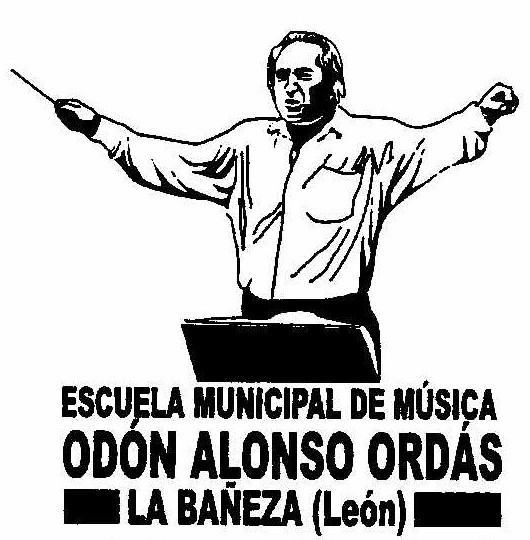 ESCUELA MUNICIPAL DE MÚSICA
ODÓN ALONSO ORDÁS
LA BAÑEZA (León)